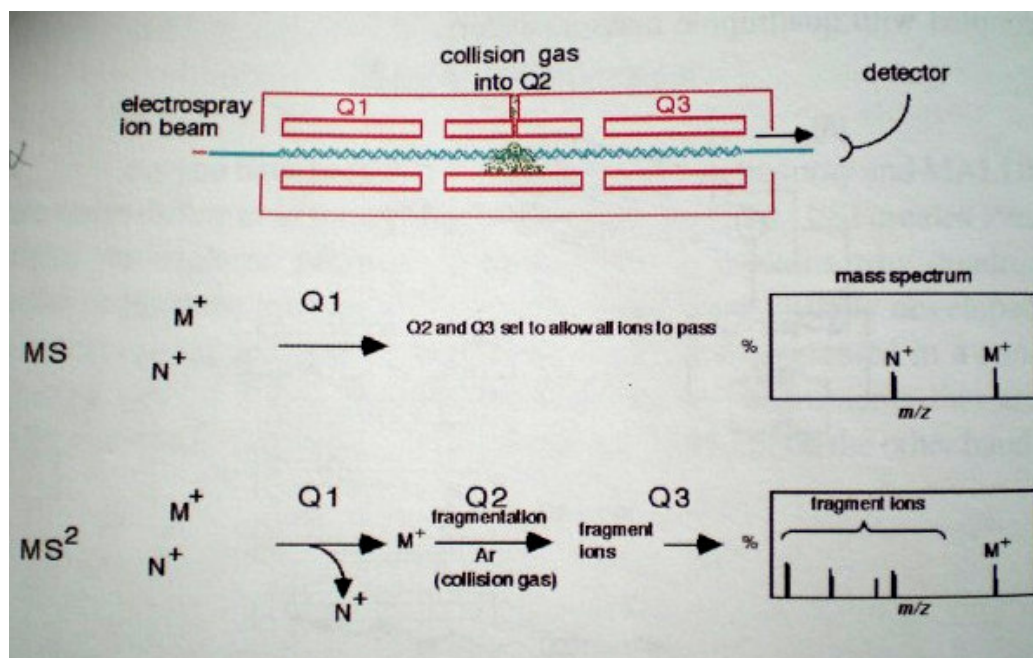 collision gas
into Q2
detector
electrospray
ion beam
Q1
Q3
mass spectrum
M+
Q1
Q2 and Q3 set to allow all ions to pass
MS
N+
%
N+
M+
m/z
M+
Q1
Q2
Q3
fragmentation
fragment ions
MS2
N+
M+
Ar
fragment
ions
%
M+
(collision gas)
N+
m/z